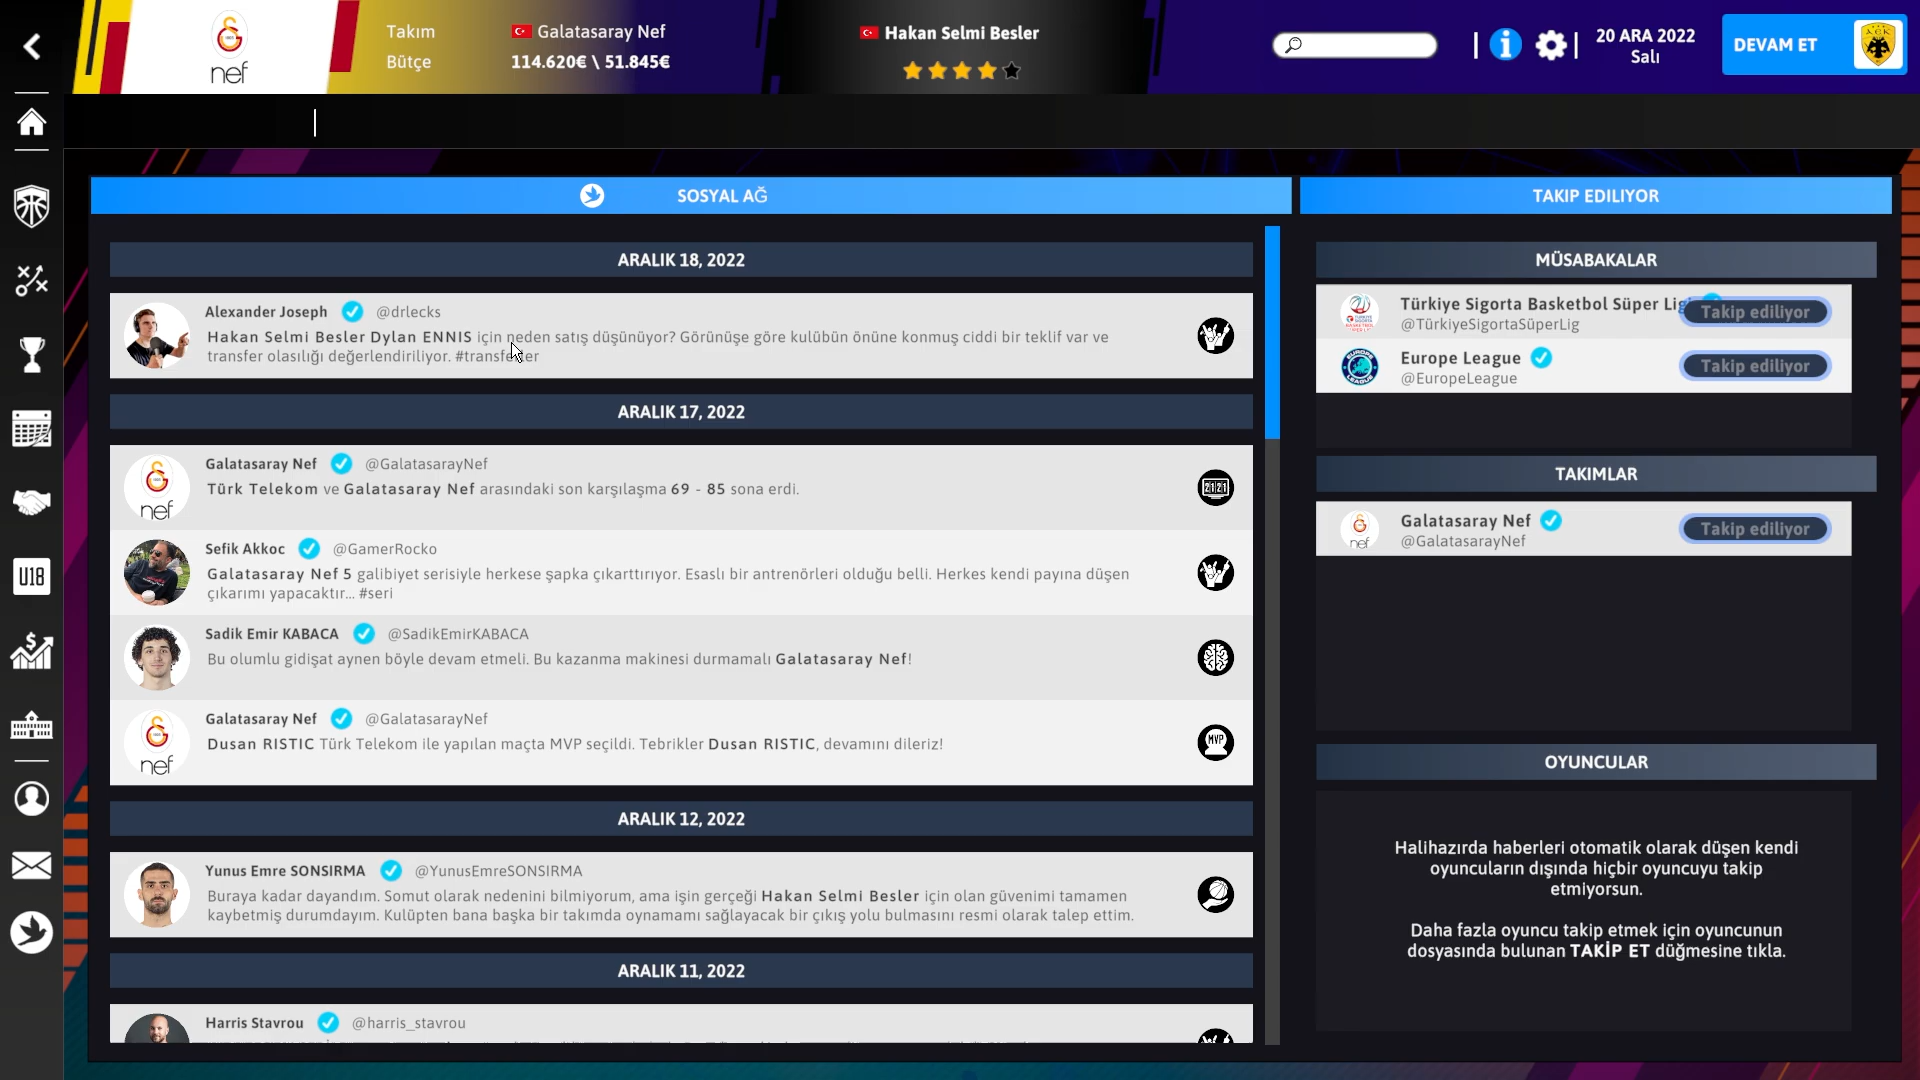 nef
Takım
Galatasaray Nef
Bütçe
114.620€ \ 51.845€
Hakan Selmi Besler
20 ARA 2022
Salı
DEVAM ET
U18
SOSYAL AĞ
ARALIK 18, 2022
Alexander Joseph @drlecks
Hakan Selmi Besler Dylan ENNIS için neden satış düşünüyor? Görünüşe göre kulübün önüne konmuş ciddi bir teklif var ve
transfer olasılığı değerlendiriliyor.
ARALIK 17, 2022
Galatasaray Nef @GalatasarayNef
Türk Telekom ve Galatasaray Nef arasındaki son karşılaşma 69 - 85 sona erdi.
nef
21:21
Sefik Akkoc @GamerRocko
Galatasaray Nef 5 galibiyet serisiyle herkese şapka çıkarttırıyor. Esaslı bir antrenörleri olduğu belli. Herkes kendi payına düşen
çıkarımı yapacaktır... #seri
Sadik Emir KABACA @SadikEmirKABACA
Bu olumlu gidişat aynen böyle devam etmeli. Bu kazanma makinesi durmamalı Galatasaray Nef!
Galatasaray Nef @GalatasarayNef
Dusan RISTIC Türk Telekom ile yapılan maçta MVP seçildi. Tebrikler Dusan RISTIC, devamını dileriz!
nef
MVP
ARALIK 12, 2022
Yunus Emre SONSIRMA @YunusEmreSONSIRMA
Buraya kadar dayandım. Somut olarak nedenini bilmiyorum, ama işin gerçeği Hakan Selmi Besler için olan güvenimi tamamen
kaybetmiş durumdayım. Kulüpten bana başka bir takımda oynamamı sağlayacak bir çıkış yolu bulmasını resmi olarak talep ettim.
ARALIK 11, 2022
Harris Stavrou @harris_stavrou
TAKIP EDILIYOR
MÜSABAKALAR
Türkiye Sigorta Basketbol Süper Ligi
Takip ediliyor
@TürkiyeSigortaSüperLig
Europe League
Takip ediliyor
@EuropeLeague
TAKIMLAR
Galatasaray Nef
Takip ediliyor
@GalatasarayNef
nef
OYUNCULAR
Halihazırda haberleri otomatik olarak düşen kendi
oyuncuların dışında hiçbir oyuncuyu takip
etmiyorsun.
Daha fazla oyuncu takip etmek için oyuncunun
dosyasında bulunan TAKİP ET düğmesine tıkla.